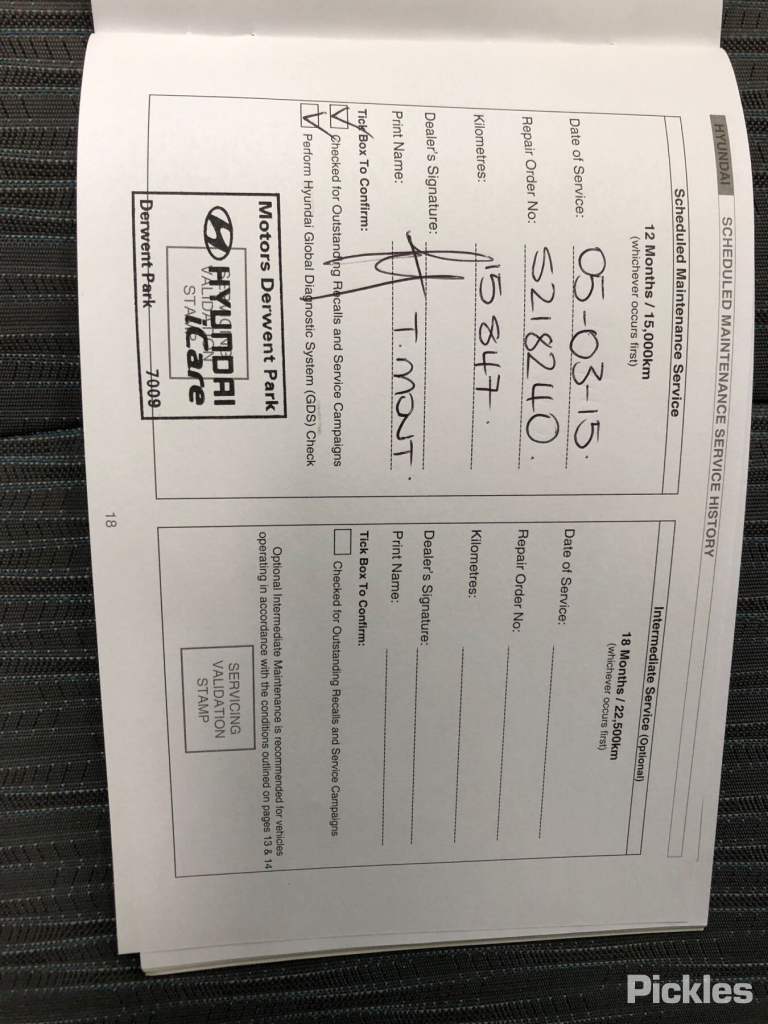 HYUNDAI SCHEDULED MAINTENANCE SERVICE HISTORY
Scheduled Maintenance Service
12 Months / 15,000km
(whichever occurs first)
Date of Service: 05-03-15.
Repair Order No: S218240.
Kilometres: 15847.
Dealer's Signature:
Print Name: T. MONT.
Tick Box To Confirm:
Checked for Outstanding Recalls and Service Campaigns
Perform Hyundai Global Diagnostic System (GDS) Check
Motors Derwent Park
HYUNDAI
iCare
Derwent Park 7009
Intermediate Service (Optional)
18 Months / 22,500km
(whichever occurs first)
Date of Service:
Repair Order No:
Kilometres:
Dealer's Signature:
Print Name:
Tick Box To Confirm:
Checked for Outstanding Recalls and Service Campaigns
Optional Intermediate Maintenance is recommended for vehicles
operating in accordance with the conditions outlined on pages 13 & 14
SERVICING
VALIDATION
STAMP
18
Pickles